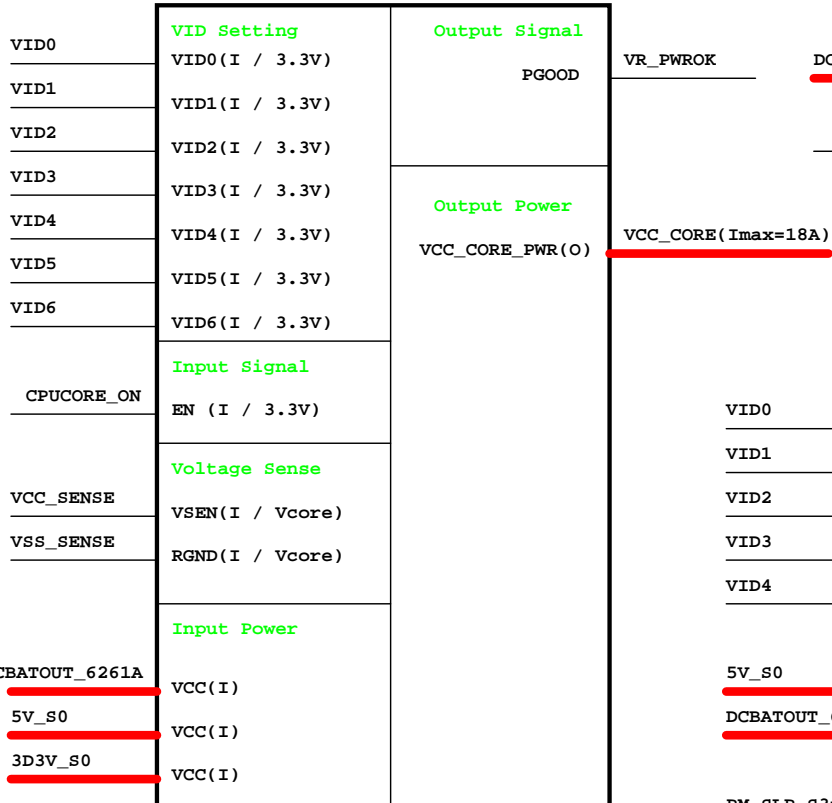 VID Setting
Output Signal
VID0
VID0(I / 3.3V)
VR_PWROK
DC
PGOOD
VID1
VID1(I / 3.3V)
VID2
VID2(I / 3.3V)
VID3
VID3(I / 3.3V)
Output Power
VID4
VID4(I / 3.3V)
VCC_CORE(Imax=18A)
VCC_CORE_PWR(O)
VID5
VID5(I / 3.3V)
VID6
VID6(I / 3.3V)
Input Signal
CPUCORE_ON
EN (I / 3.3V)
VID0
VID1
Voltage Sense
VCC_SENSE
VSEN(I / Vcore)
VID2
VSS_SENSE
RGND(I / Vcore)
VID3
VID4
Input Power
CBATOUT_6261A
VCC(I)
5V_S0
5V_S0
VCC(I)
DCBATOUT_
3D3V_S0
VCC(I)